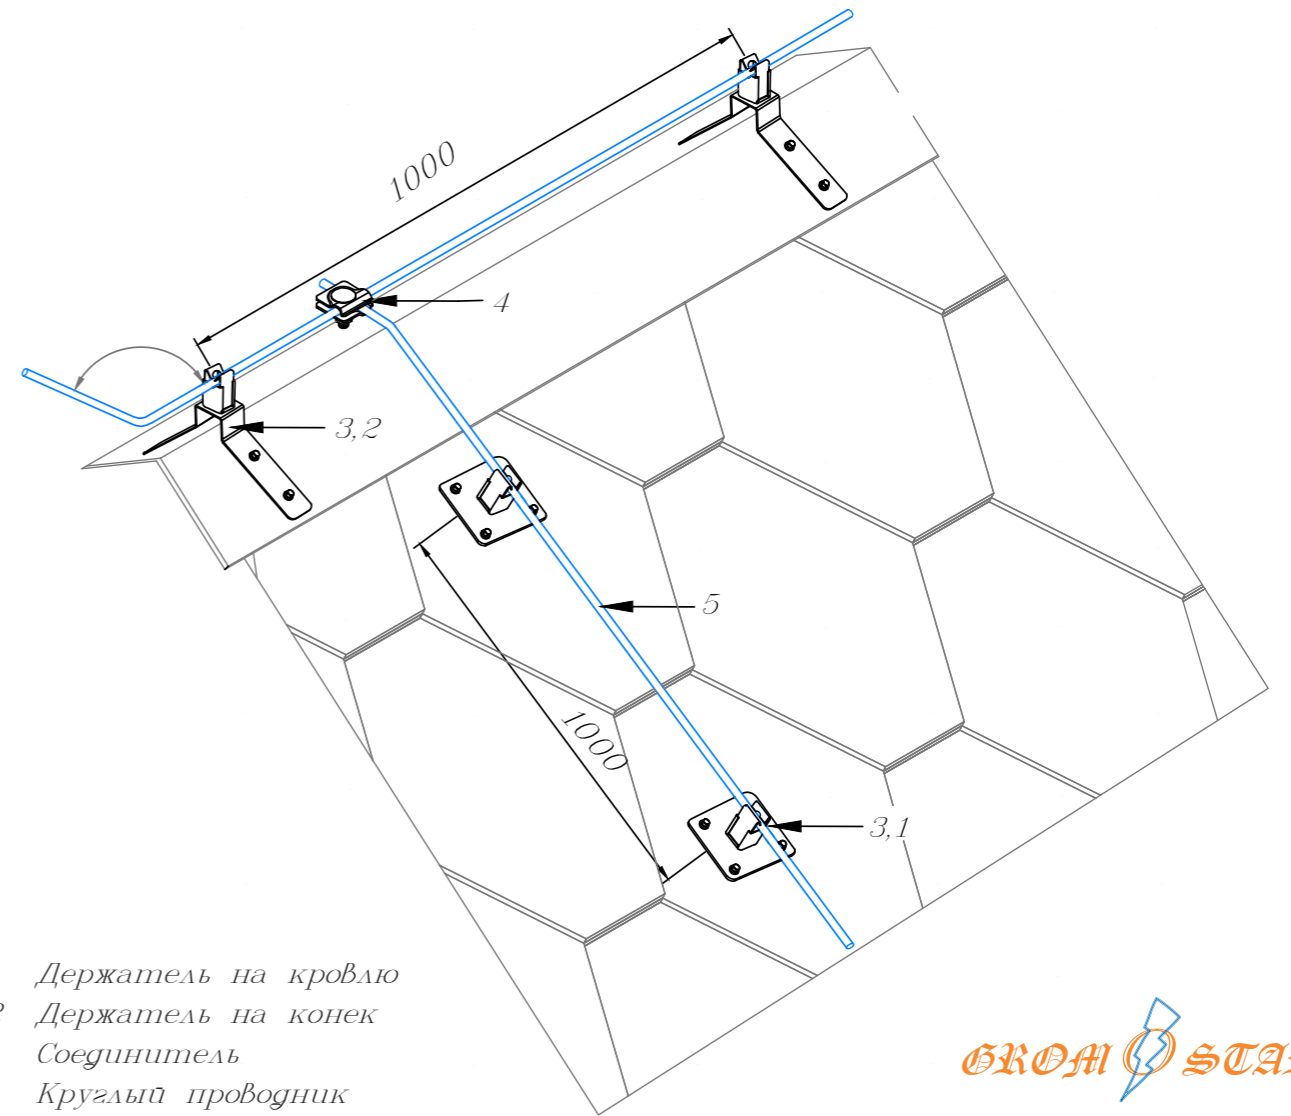 1000
4
3,2
5
1000
3,1
Держатель на кровлю
Держатель на конек
Соединитель
Круглый проводник
GROM STA